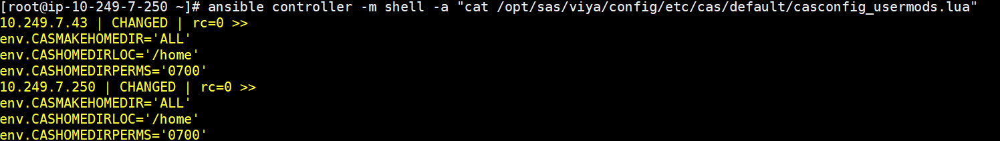 [root@ip-10-249-7-250 ~]# ansible controller -m shell -a "cat /opt/sas/viya/config/etc/cas/default/casconfig_usermods.lua"
10.249.7.43 | CHANGED | rc=0 >>
env.CASMAKEHOMEDIR='ALL'
env.CASHOMEDIRLOC='/home'
env.CASHOMEDIRPERMS='0700'
10.249.7.250 | CHANGED | rc=0 >>
env.CASMAKEHOMEDIR='ALL'
env.CASHOMEDIRLOC='/home'
env.CASHOMEDIRPERMS='0700'